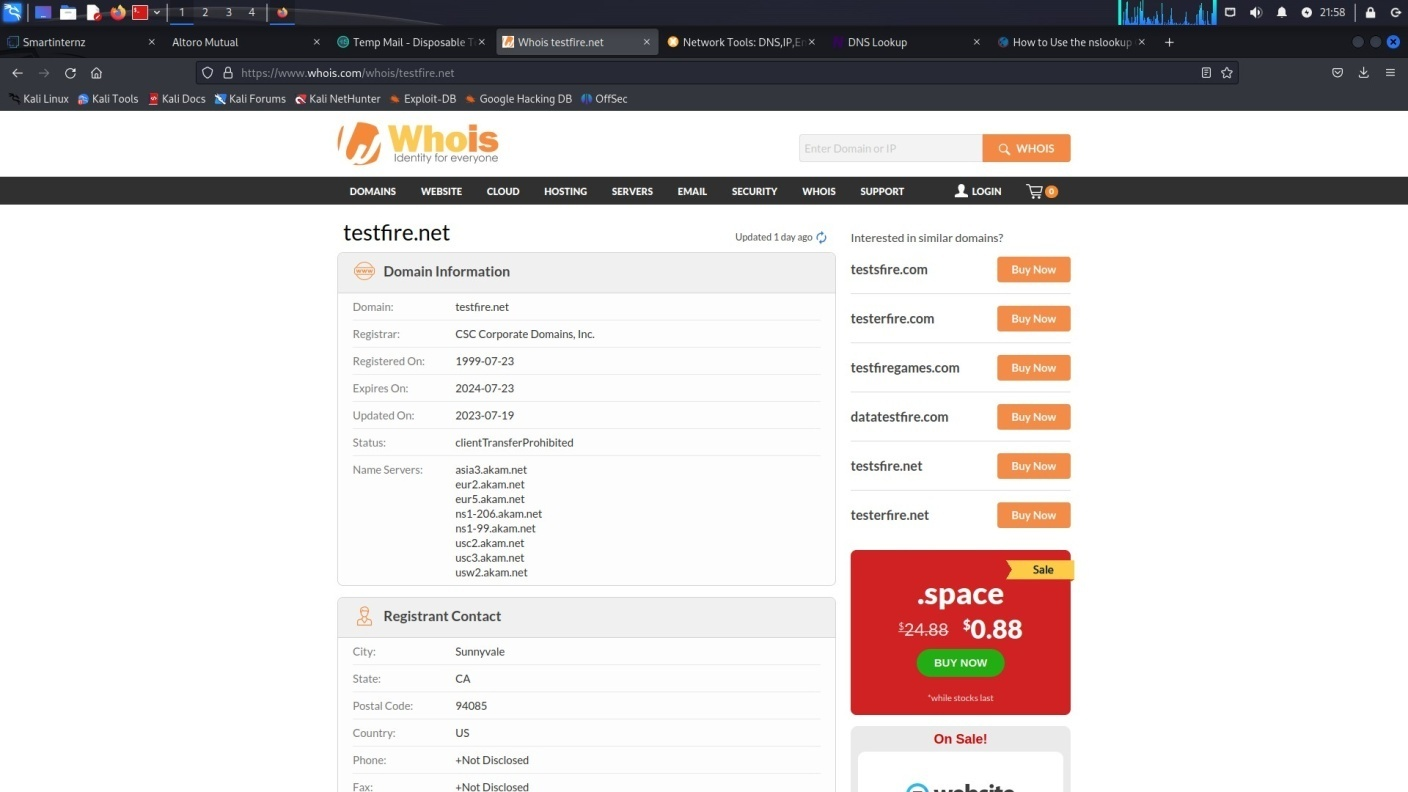 1 2 3 4 21:58
Smartinternz Altoro Mutual Temp Mail - Disposable T Whois testfire.net Network Tools: DNS,IP,Em DNS Lookup How to Use the nslookup
https://www.whois.com/whois/testfire.net
Kali Linux Kali Tools Kali Docs Kali Forums Kali NetHunter Exploit-DB Google Hacking DB OffSec
Whois
Identity for everyone
Enter Domain or IP WHOIS
DOMAINS WEBSITE CLOUD HOSTING SERVERS EMAIL SECURITY WHOIS SUPPORT LOGIN 0
testfire.net
Updated 1 day ago
www Domain Information
Domain: testfire.net
Registrar: CSC Corporate Domains, Inc.
Registered On: 1999-07-23
Expires On: 2024-07-23
Updated On: 2023-07-19
Status: clientTransferProhibited
Name Servers: asia3.akam.net
eur2.akam.net
eur5.akam.net
ns1-206.akam.net
ns1-99.akam.net
usc2.akam.net
usc3.akam.net
usw2.akam.net
Registrant Contact
City: Sunnyvale
State: CA
Postal Code: 94085
Country: US
Phone: +Not Disclosed
Fax: +Not Disclosed
Interested in similar domains?
testsfire.com Buy Now
testerfire.com Buy Now
testfiregames.com Buy Now
datatestfire.com Buy Now
testsfire.net Buy Now
testerfire.net Buy Now
Sale
.space
$24.88 $0.88
BUY NOW
*while stocks last
On Sale!
website